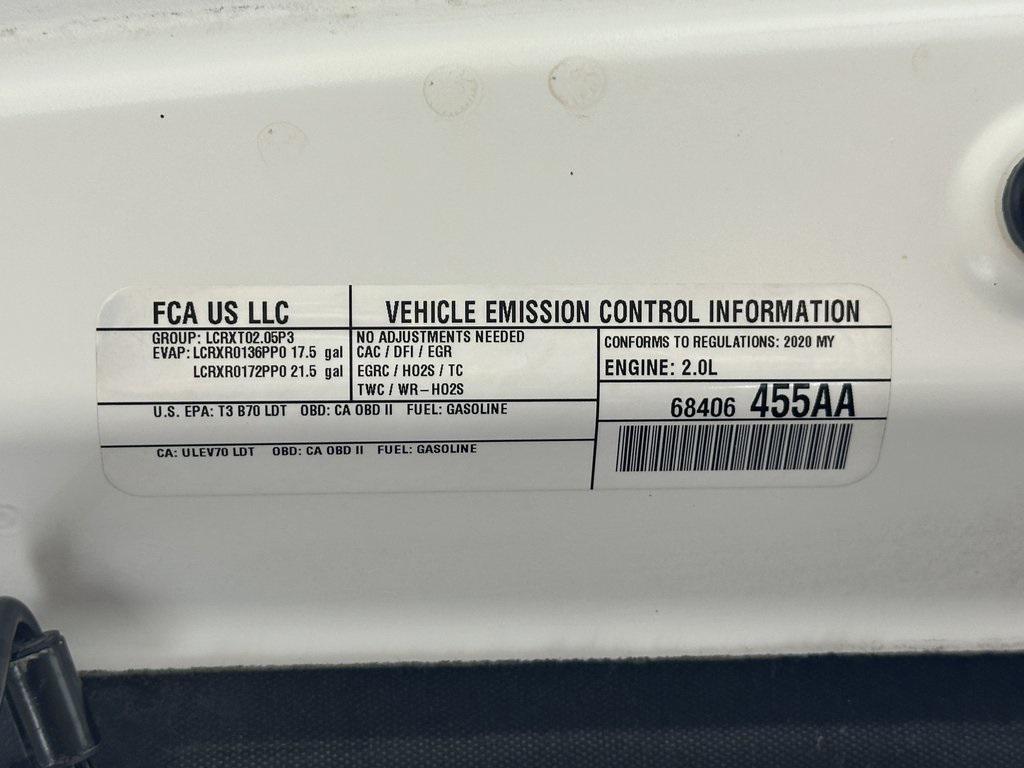 FCA US LLC
VEHICLE EMISSION CONTROL INFORMATION
GROUP: LCRXT02.05P3
EVAP: LCRXR0136PP0 17.5 gal
LCRXR0172PP0 21.5 gal
NO ADJUSTMENTS NEEDED
CAC / DFI / EGR
EGRC / HO2S / TC
TWC / WR-HO2S
CONFORMS TO REGULATIONS: 2020 MY
ENGINE: 2.0L
68406 455AA
U.S. EPA: T3 B70 LDT OBD: CA OBD II FUEL: GASOLINE
CA: ULEV70 LDT OBD: CA OBD II FUEL: GASOLINE